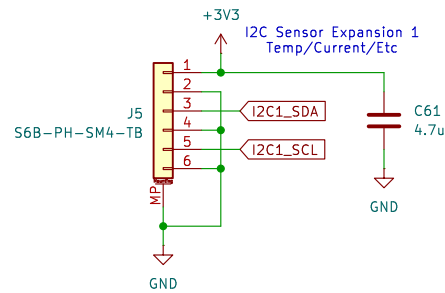 +3V3
I2C Sensor Expansion 1
Temp/Current/Etc
1
2
J5
3
I2C1_SDA
C61
S6B-PH-SM4-TB
4
4.7u
5
I2C1_SCL
6
MP
GND
GND